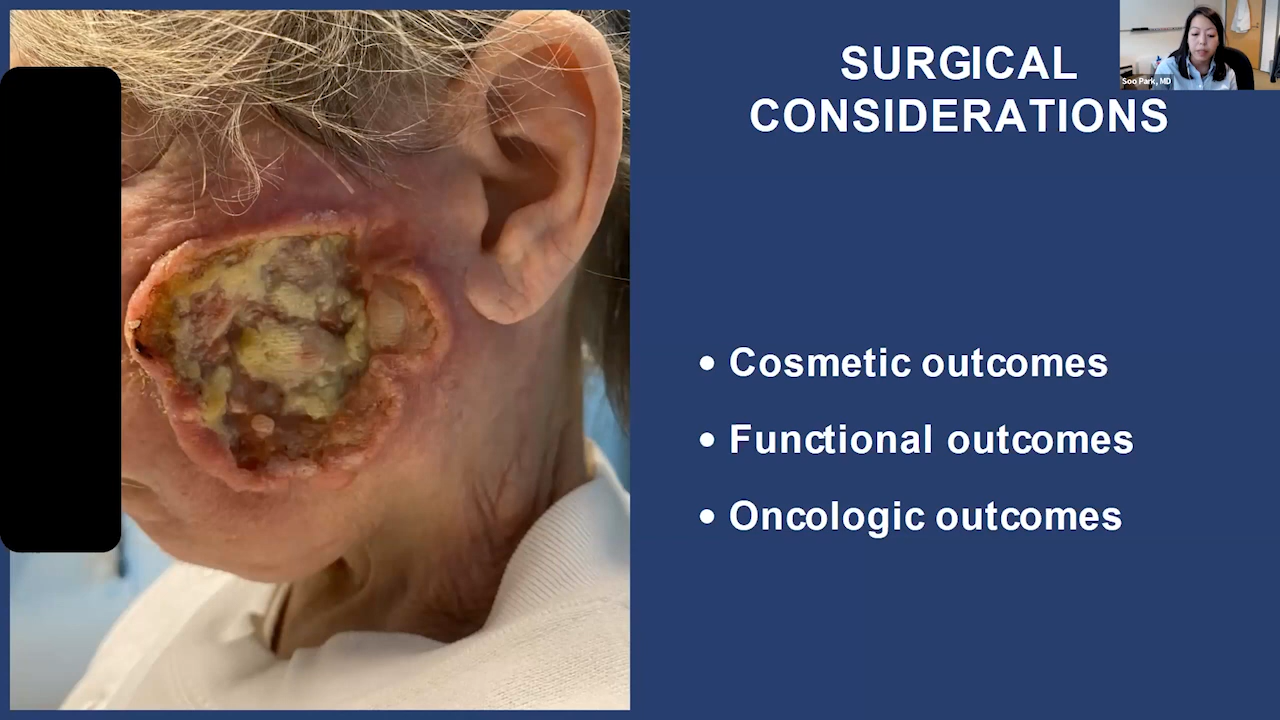 SURGICAL
CONSIDERATIONS
Soo Park, MD
• Cosmetic outcomes
• Functional outcomes
• Oncologic outcomes